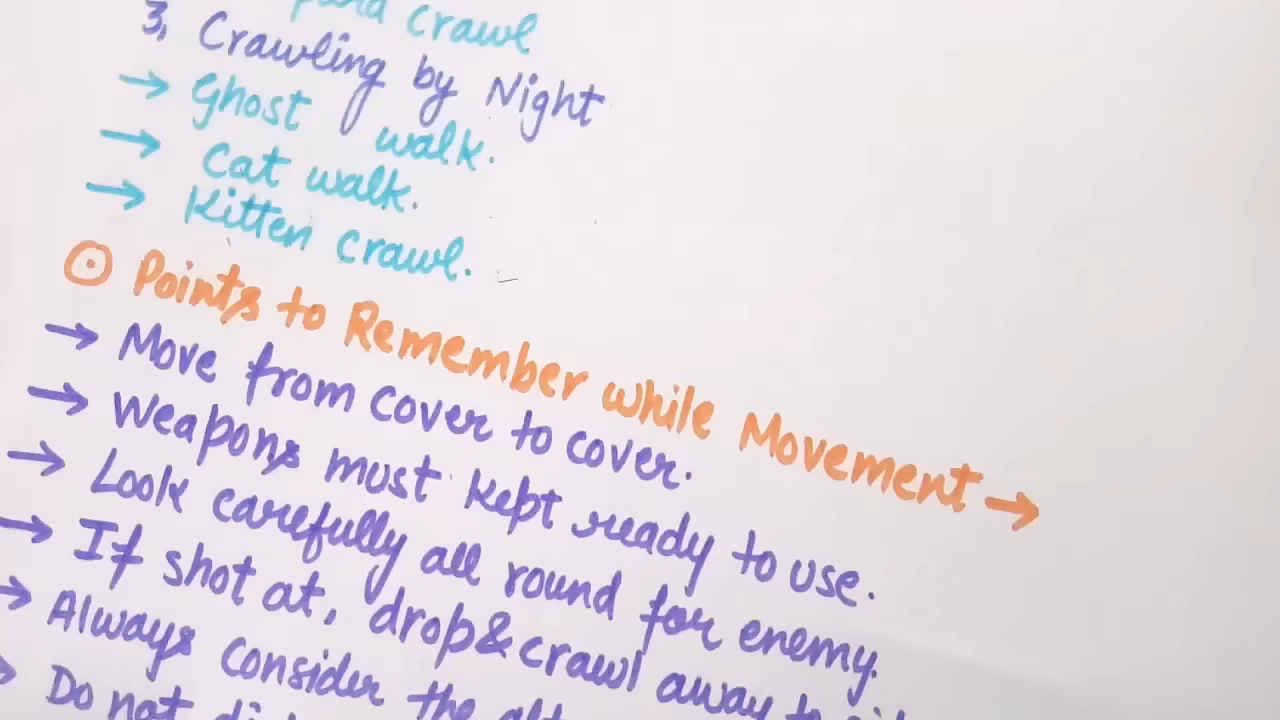 Crawl
3, Crawling by Night
→ Ghost walk.
→ Cat walk.
→ Kitten Crawl.
⊙ Points to Remember while Movement →
→ Move from cover to cover.
→ Weapons must kept ready to use.
→ Look carefully all round for enemy.
→ If shot at, drop & crawl away to
→ Always consider the
→ Do not